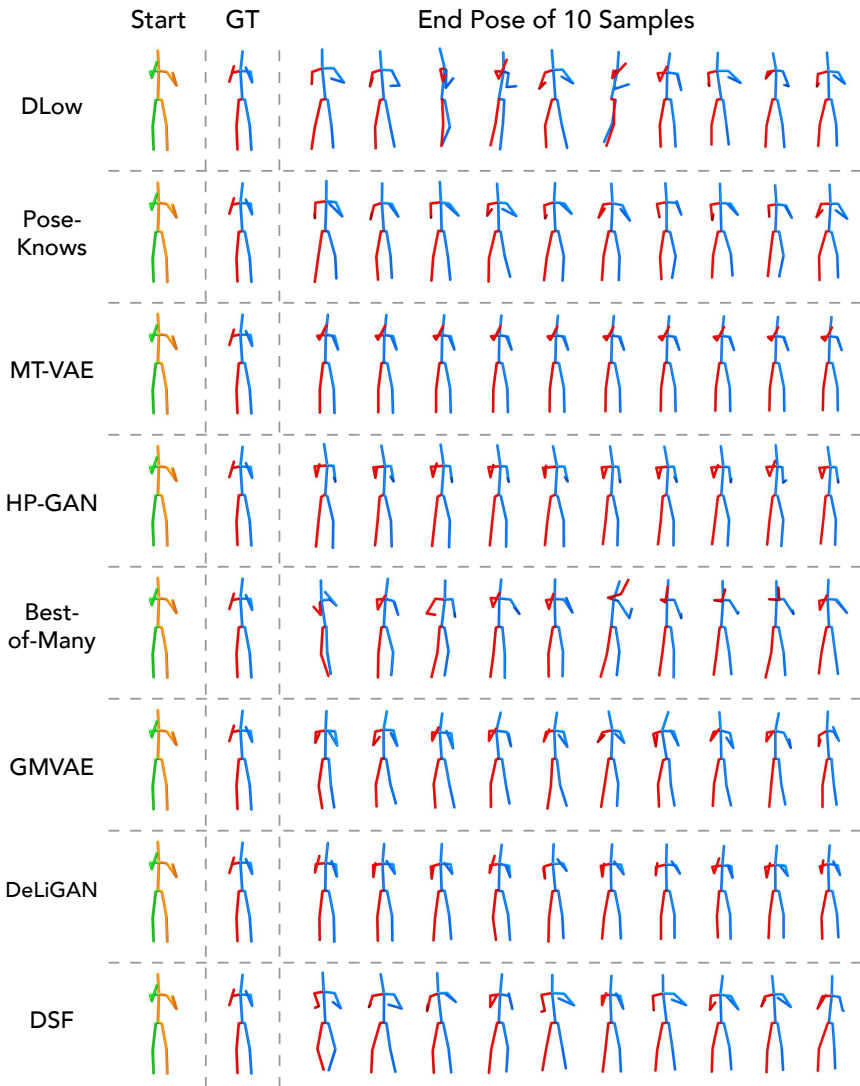 Start GT End Pose of 10 Samples
DLow
Pose-
Knows
MT-VAE
HP-GAN
Best-
of-Many
GMVAE
DeLiGAN
DSF